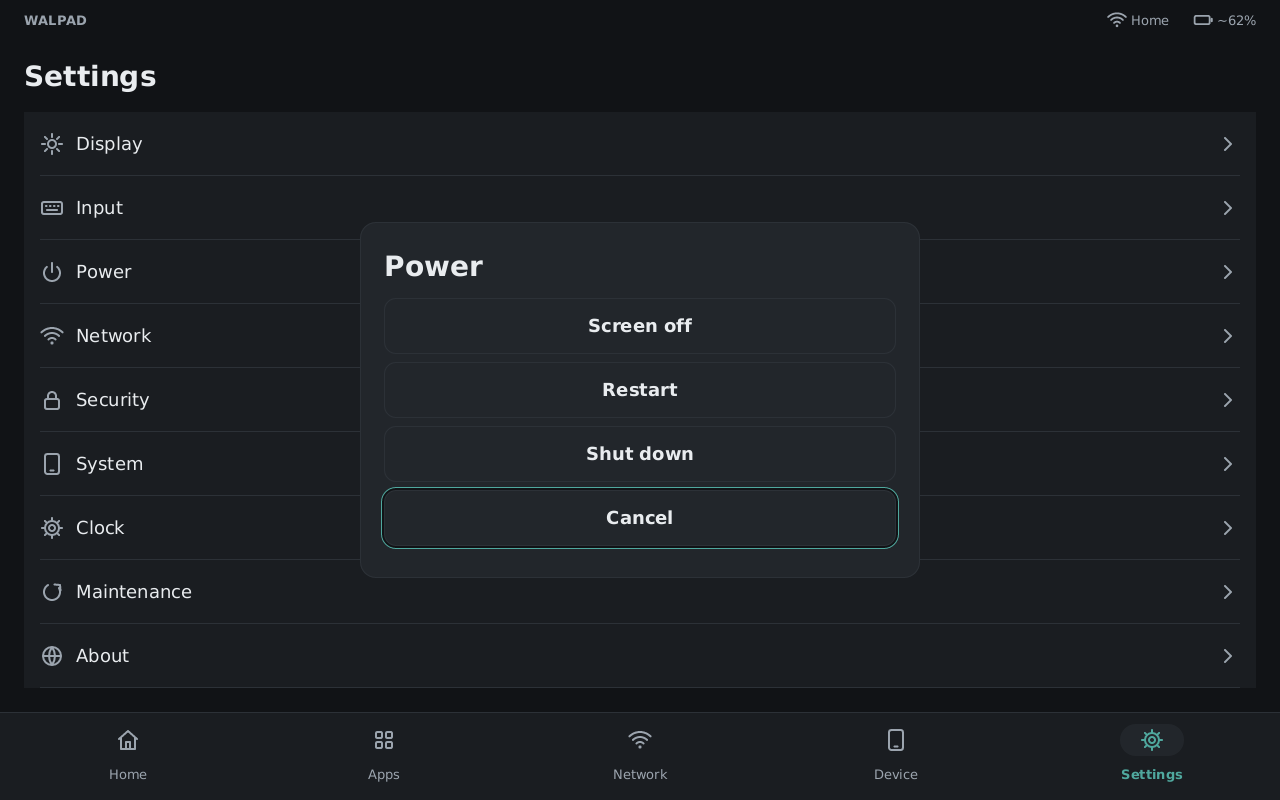 WALPAD
Home
~62%
Settings
Display
Input
Power
Network
Security
System
Clock
Maintenance
About
Power
Screen off
Restart
Shut down
Cancel
Home
Apps
Network
Device
Settings